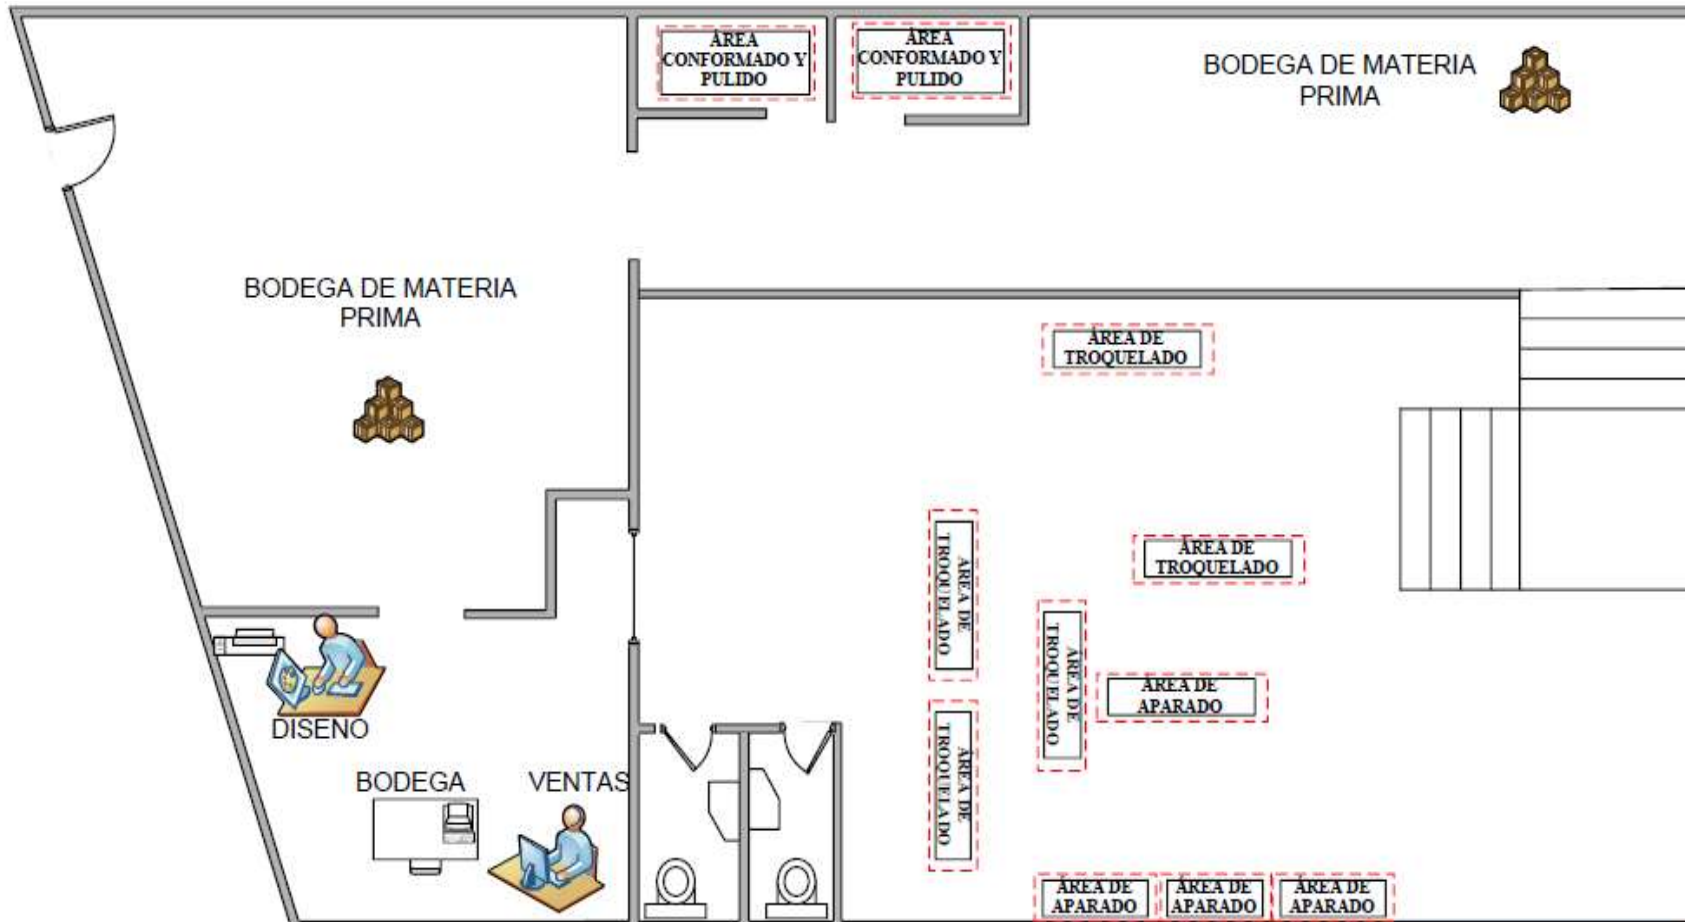 ÁREA
CONFORMADO Y
PULIDO
ÁREA
CONFORMADO Y
PULIDO
BODEGA DE MATERIA
PRIMA
BODEGA DE MATERIA
PRIMA
ÁREA DE
TROQUELADO
ÁREA DE
TROQUELADO
ÁREA DE
TROQUELADO
ÁREA DE
TROQUELADO
ÁREA DE
APARADO
ÁREA DE
TROQUELADO
DISENO
BODEGA
VENTAS
ÁREA DE
APARADO
ÁREA DE
APARADO
ÁREA DE
APARADO